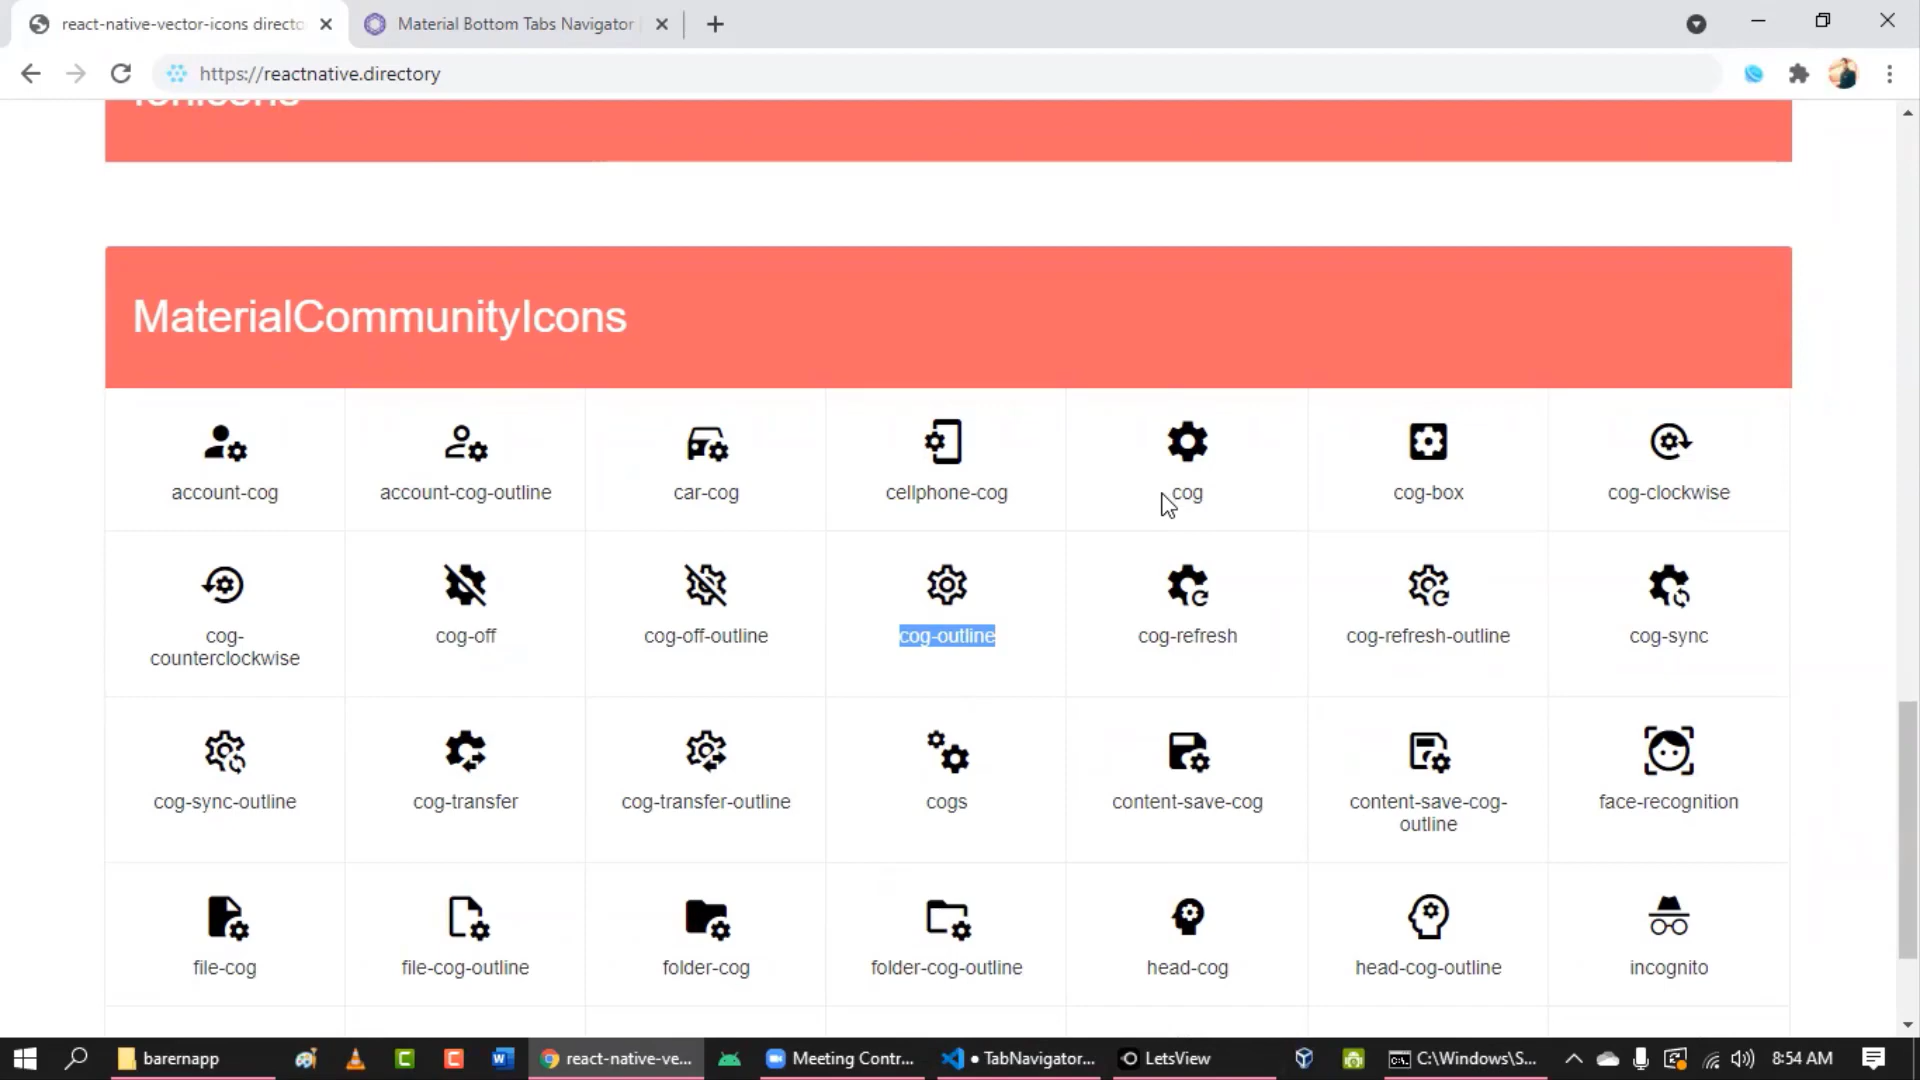 react-native-vector-icons directo
Material Bottom Tabs Navigator
https://reactnative.directory
Ionicons
MaterialCommunityIcons
account-cog
account-cog-outline
car-cog
cellphone-cog
cog
cog-box
cog-clockwise
cog-
counterclockwise
cog-off
cog-off-outline
cog-outline
cog-refresh
cog-refresh-outline
cog-sync
cog-sync-outline
cog-transfer
cog-transfer-outline
cogs
content-save-cog
content-save-cog-
outline
face-recognition
file-cog
file-cog-outline
folder-cog
folder-cog-outline
head-cog
head-cog-outline
incognito
barernapp
react-native-ve...
Meeting Contr...
● TabNavigator...
LetsView
C:\Windows\S...
8:54 AM